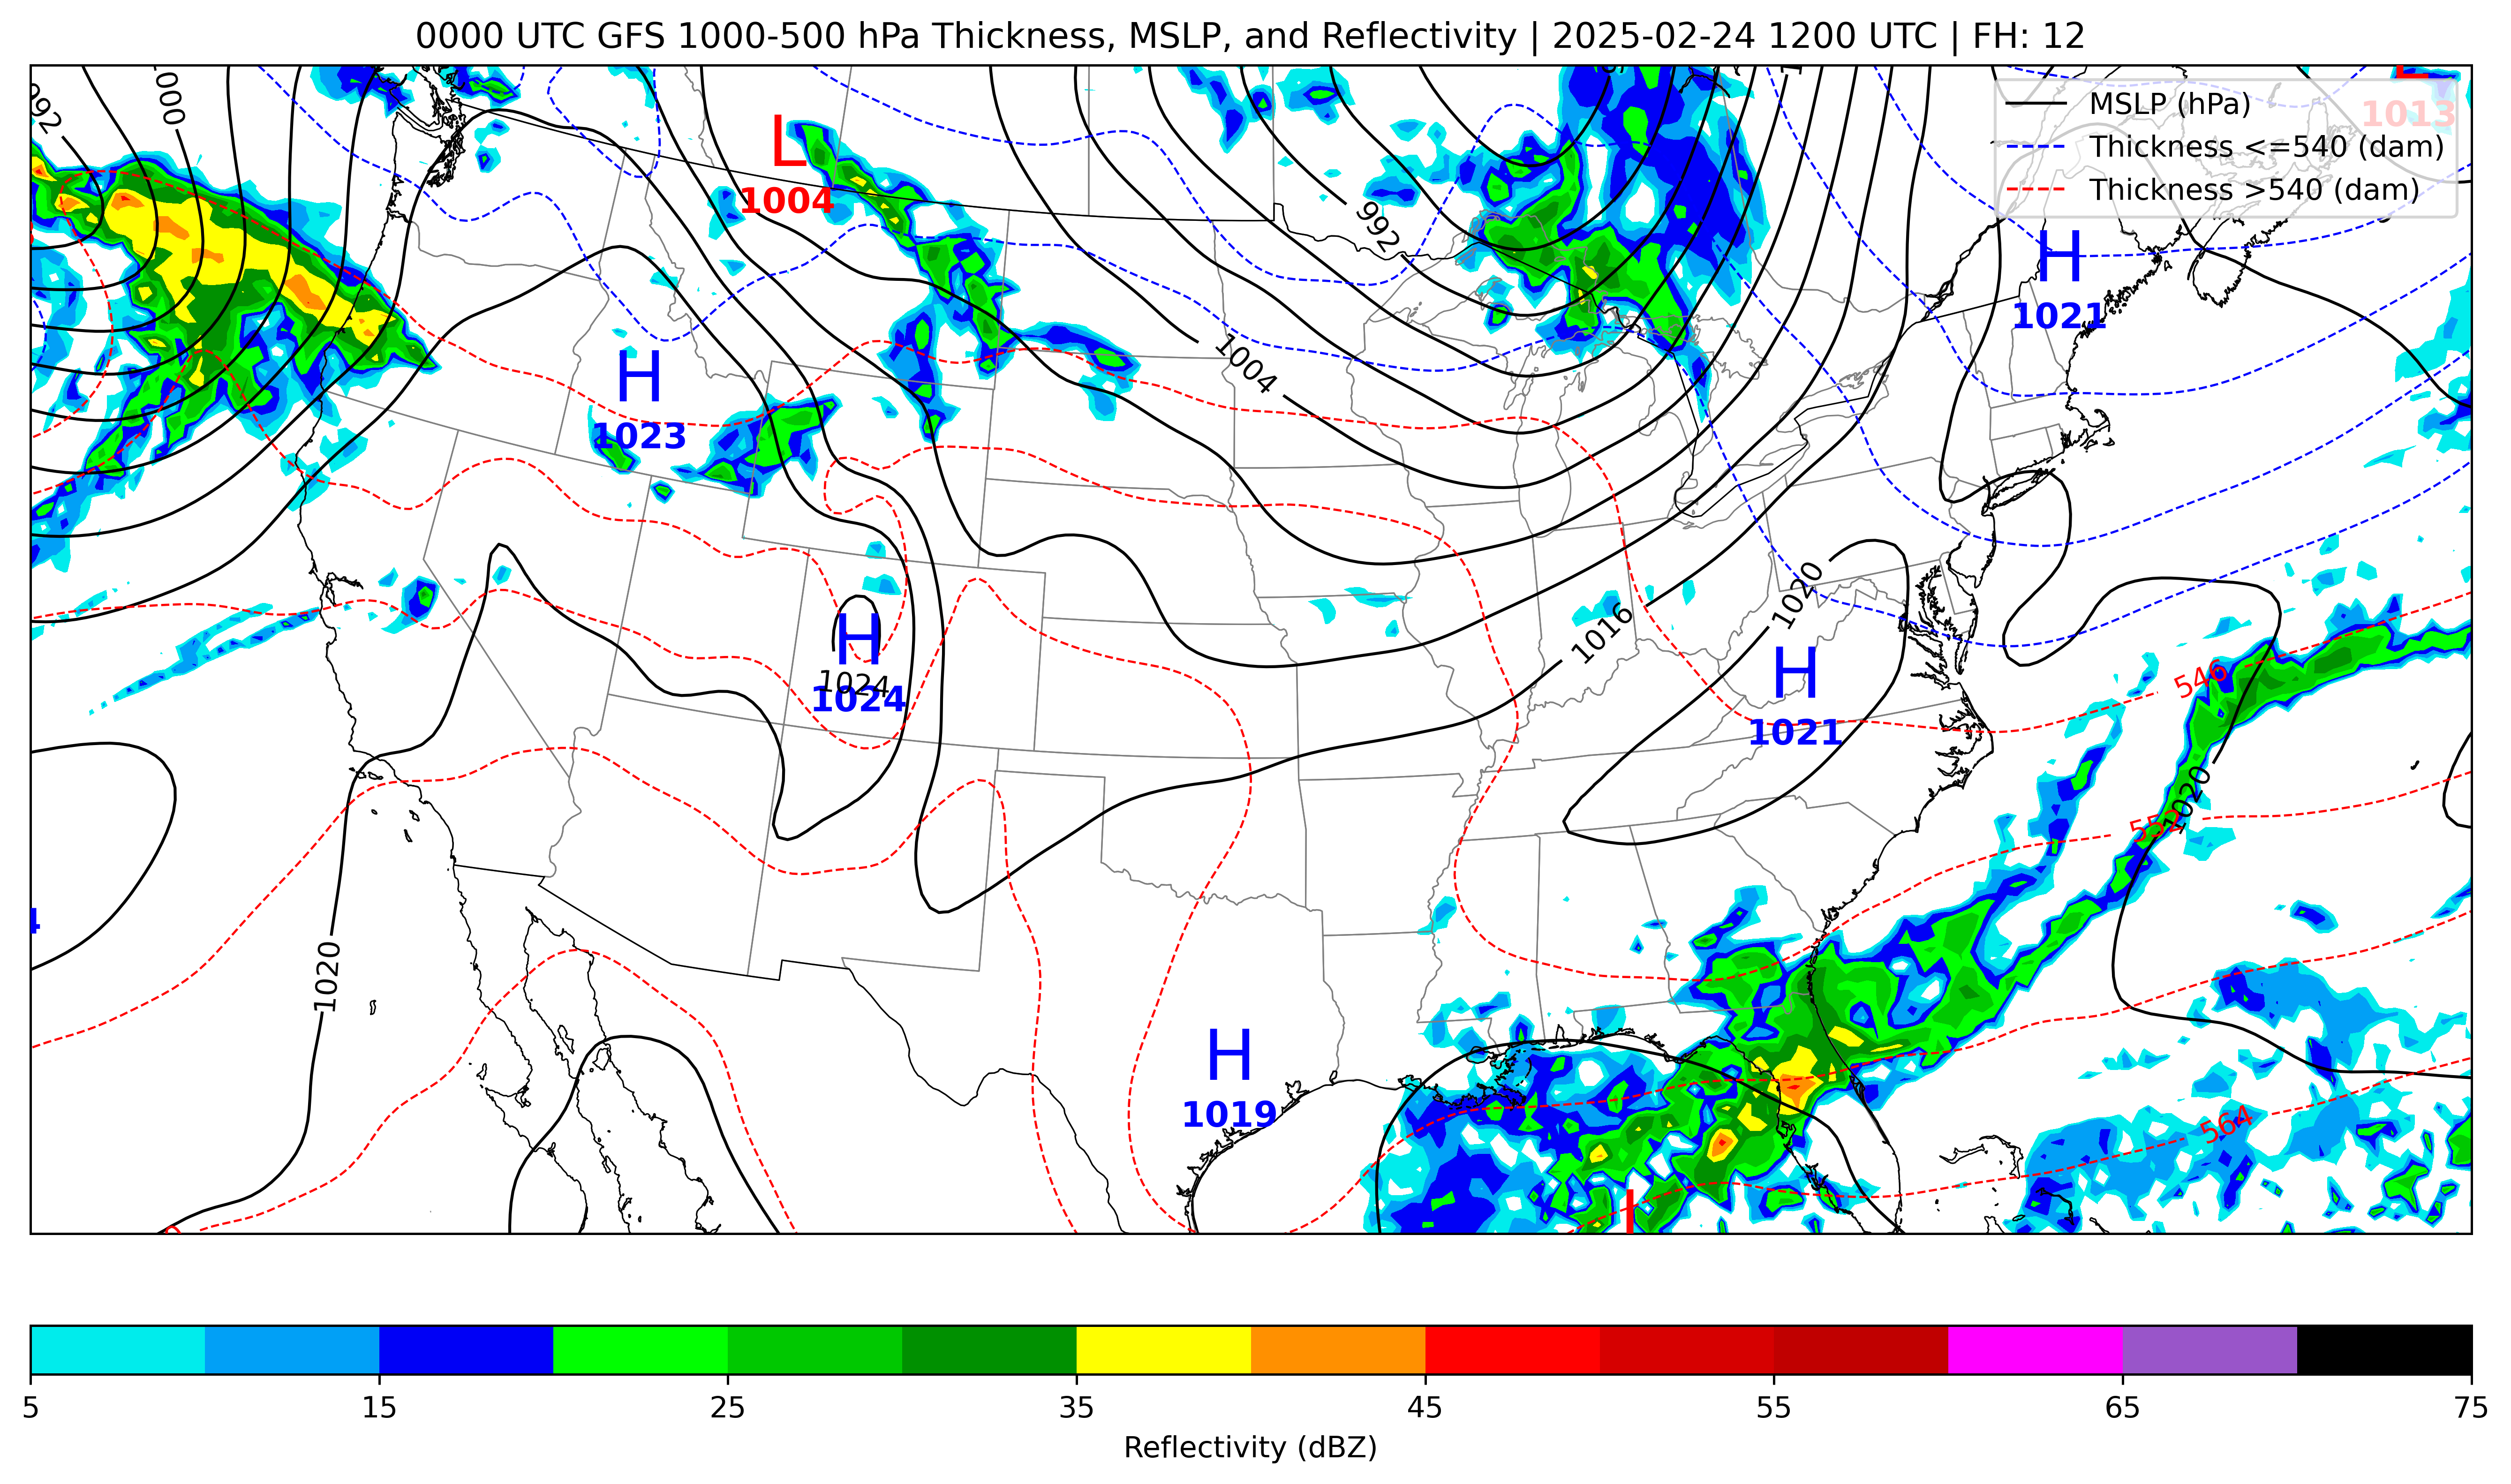 0000 UTC GFS 1000-500 hPa Thickness, MSLP, and Reflectivity | 2025-02-24 1200 UTC | FH: 12
MSLP (hPa)
Thickness <=540 (dam)
Thickness >540 (dam)
L
1013
992
L
1004
992
H
1021
1004
H
1023
1020
1016
H
1024
1024
H
1021
546
1020
552
4
1020
H
1019
564
5
15
25
35
45
55
65
75
Reflectivity (dBZ)